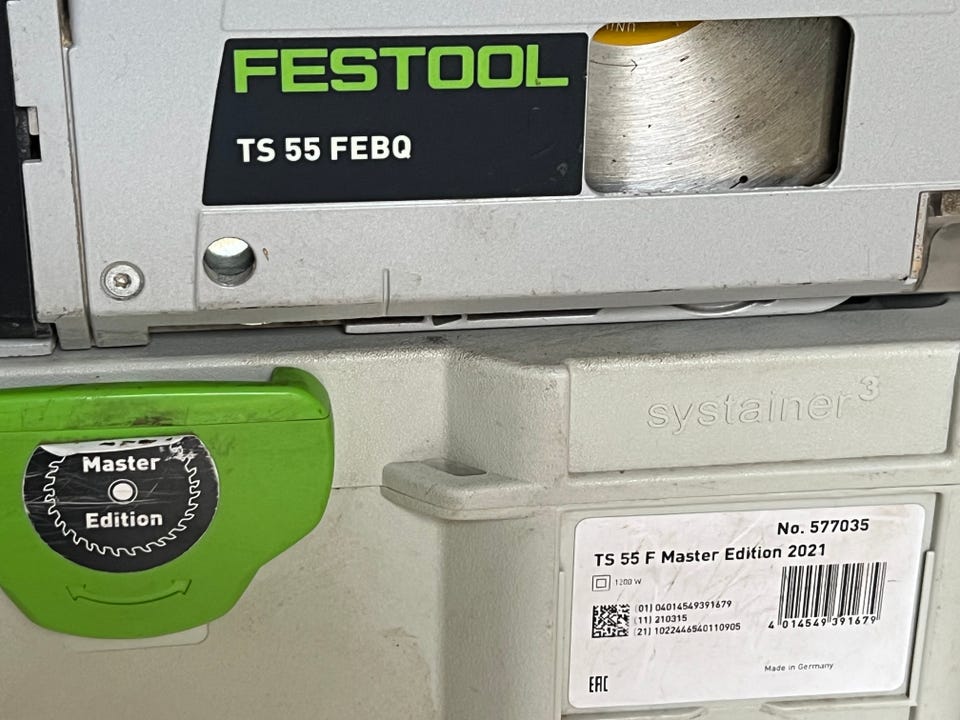 FESTOOL
TS 55 FEBQ
systainer³
Master
Edition
No. 577035
TS 55 F Master Edition 2021
1200 W
(01) 04014549391679
(11) 210315
(21) 1022446540110905
4 014549 391679
Made in Germany
EAC